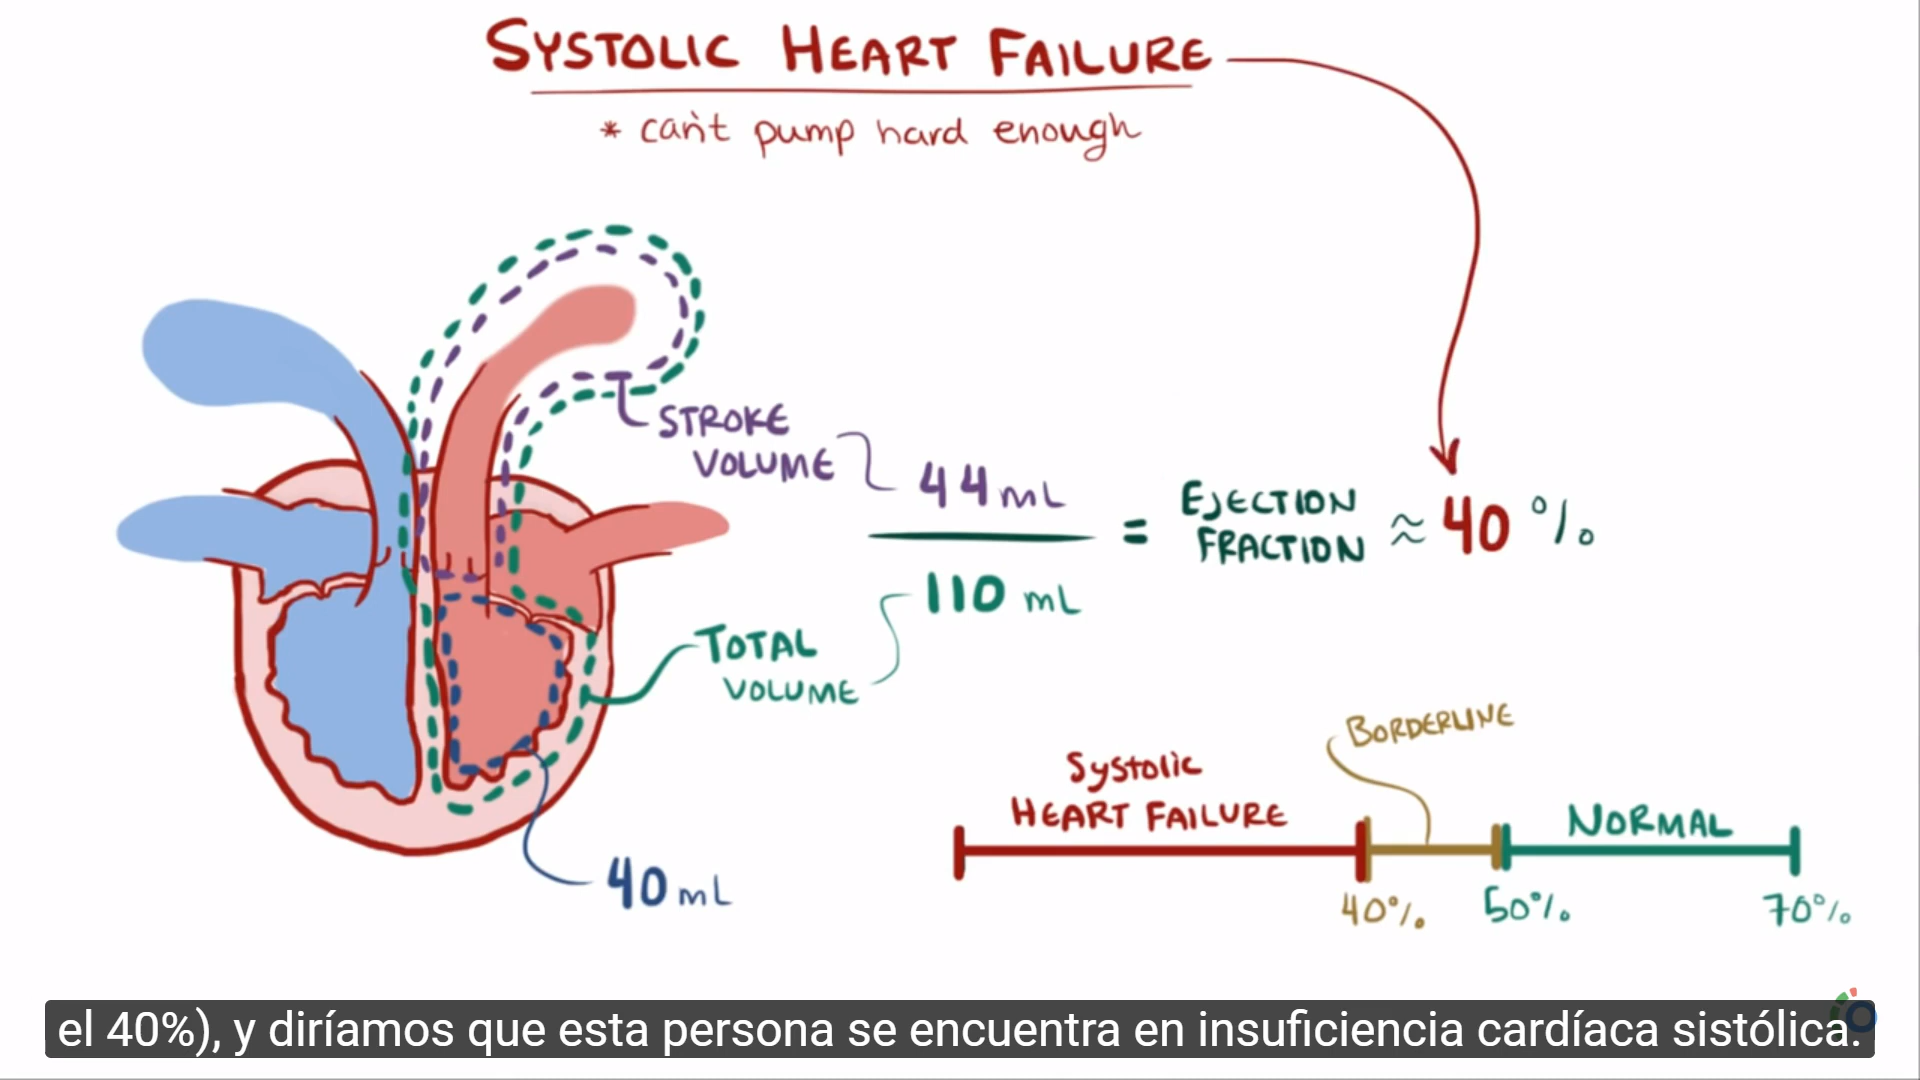 SYSTOLIC HEART FAILURE
* can't pump hard enough
STROKE
VOLUME
44 mL
110 mL
=
EJECTION
FRACTION
≈ 40 %
TOTAL
VOLUME
40 mL
BORDERLINE
Systolic
HEART FAILURE
NORMAL
40%
50%
70%
el 40%), y diríamos que esta persona se encuentra en insuficiencia cardíaca sistólica.